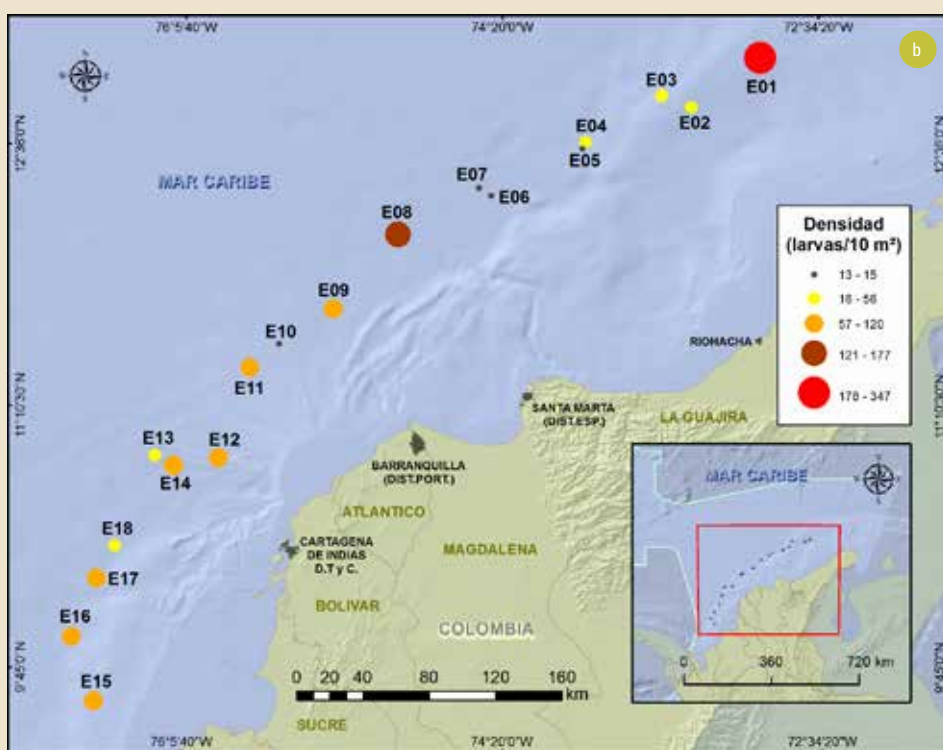 76°5'40"W 74°20'0"W 72°34'20"W
b
E01
E03
E02
E04
E05
12°36'0"N 12°36'0"N
E07
E06
MAR CARIBE
E08
Densidad
(larvas/10 m²)
13 - 15
16 - 56
57 - 120
121 - 177
178 - 347
E09
E10
RIOHACHA
E11
11°10'30"N 11°10'30"N
SANTA MARTA
(DIST.ESP.)
LA GUAJIRA
E13
E12
E14
BARRANQUILLA
(DIST.PORT.)
MAR CARIBE
ATLANTICO
E18
CARTAGENA
DE INDIAS
D.T y C.
MAGDALENA
E17
BOLIVAR
E16
COLOMBIA
0 360 720 km
9°45'0"N 9°45'0"N
E15
0 10 20 30 40 80 120 160
km
SUCRE
76°5'40"W 74°20'0"W 72°34'20"W